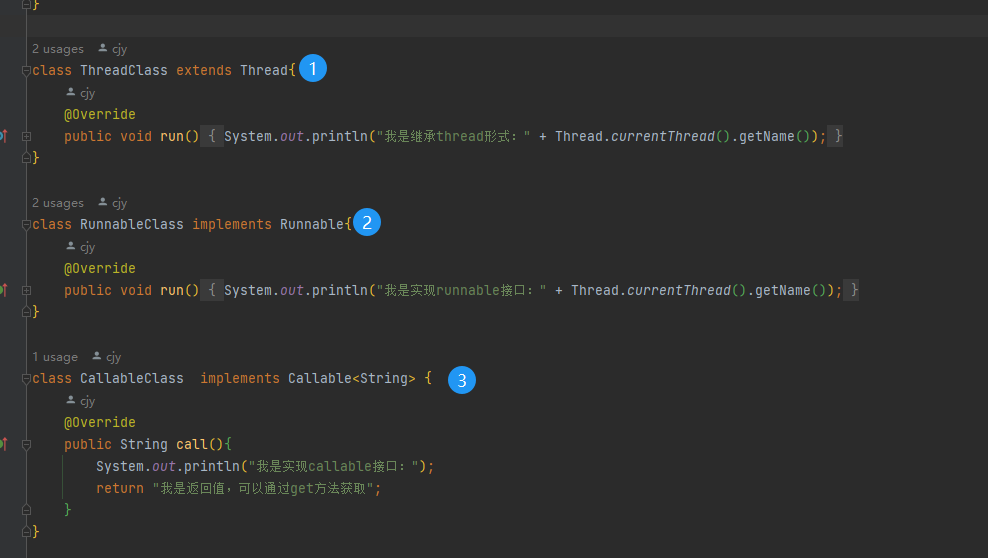 }
2 usages cjy
class ThreadClass extends Thread{ 1
cjy
@Override
public void run() { System.out.println("我是继承thread形式：" + Thread.currentThread().getName()); }
}
2 usages cjy
class RunnableClass implements Runnable{ 2
cjy
@Override
public void run() { System.out.println("我是实现runnable接口：" + Thread.currentThread().getName()); }
}
1 usage cjy
class CallableClass  implements Callable<String> { 3
cjy
@Override
public String call(){
System.out.println("我是实现callable接口：");
return "我是返回值，可以通过get方法获取";
}
}